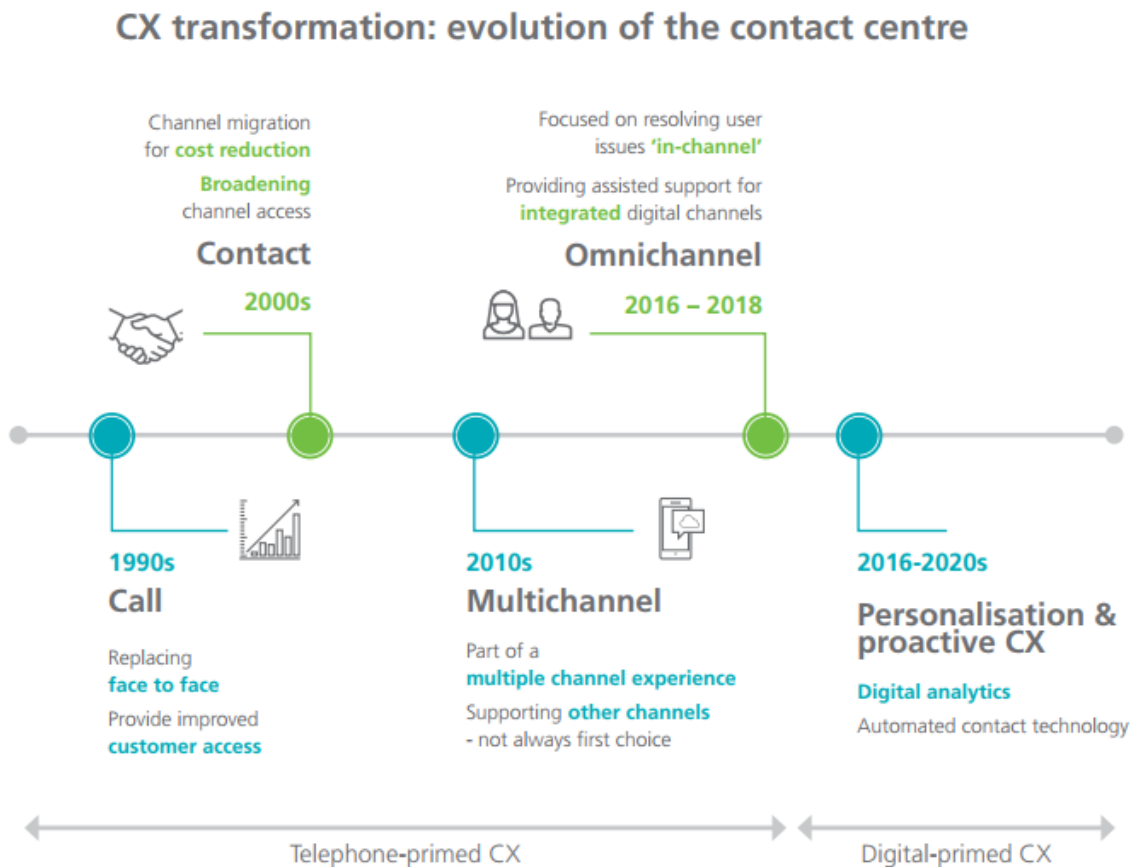 CX transformation: evolution of the contact centre
Channel migration
for cost reduction
Broadening
channel access
Contact
2000s
Focused on resolving user
issues ‘in-channel’
Providing assisted support for
integrated digital channels
Omnichannel
2016 – 2018
1990s
Call
Replacing
face to face
Provide improved
customer access
2010s
Multichannel
Part of a
multiple channel experience
Supporting other channels
- not always first choice
2016-2020s
Personalisation &
proactive CX
Digital analytics
Automated contact technology
Telephone-primed CX
Digital-primed CX